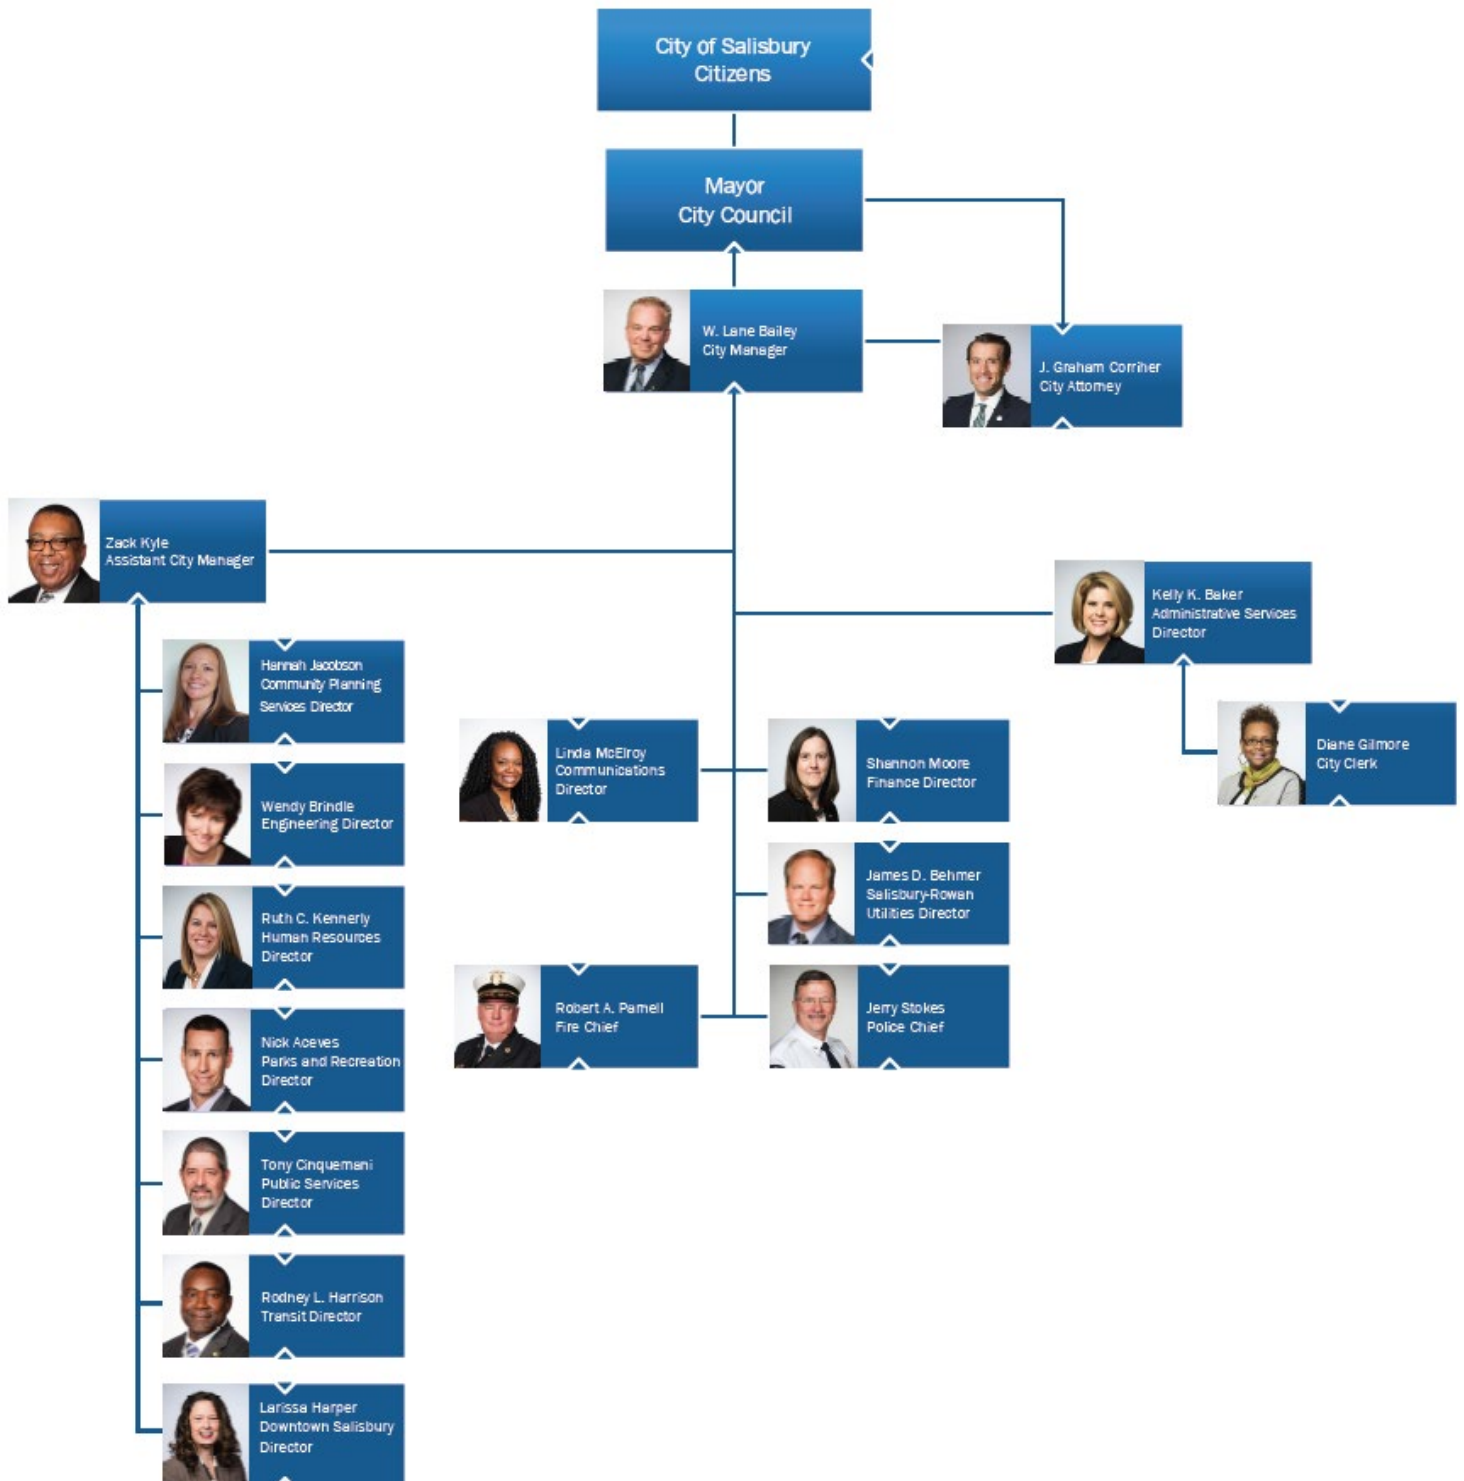 City of Salisbury
Citizens
Mayor
City Council
W. Lane Bailey
City Manager
J. Graham Corriher
City Attorney
Zack Kyle
Assistant City Manager
Kelly K. Baker
Administrative Services
Director
Diane Gilmore
City Clerk
Hannah Jacobson
Community Planning
Services Director
Wendy Brindle
Engineering Director
Ruth C. Kennerly
Human Resources
Director
Nick Aceves
Parks and Recreation
Director
Tony Cinquemani
Public Services
Director
Rodney L. Harrison
Transit Director
Larissa Harper
Downtown Salisbury
Director
Linda McElroy
Communications
Director
Shannon Moore
Finance Director
James D. Behmer
Salisbury-Rowan
Utilities Director
Robert A. Parnell
Fire Chief
Jerry Stokes
Police Chief